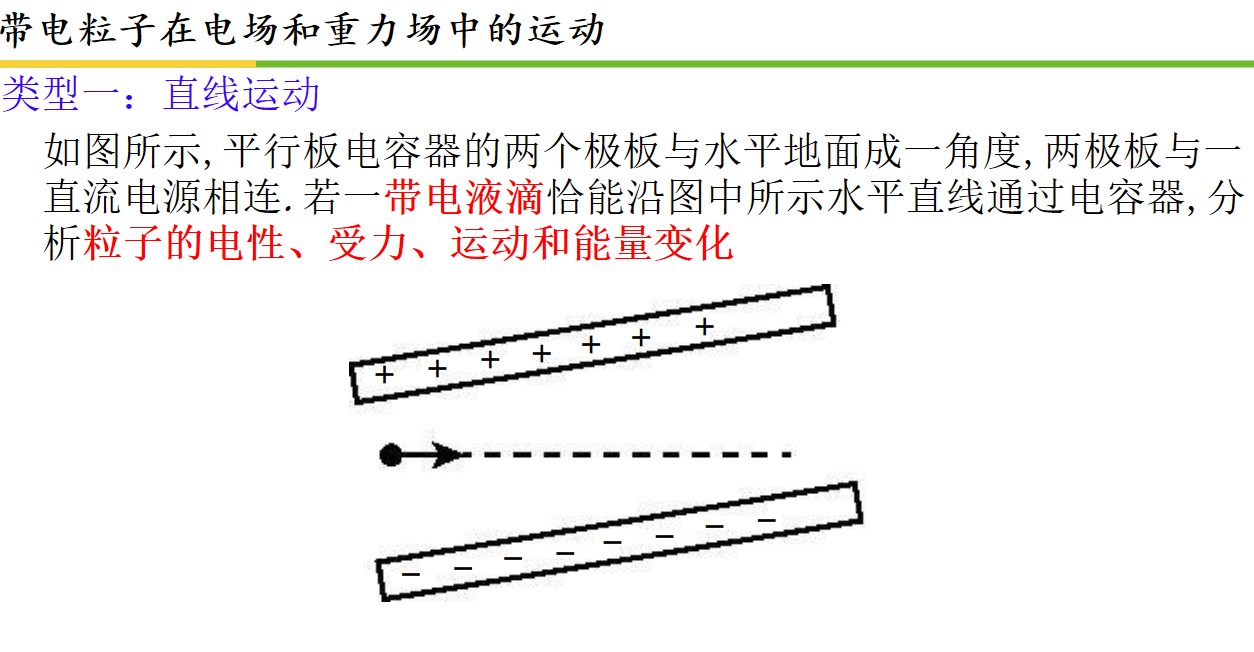 带电粒子在电场和重力场中的运动
类型一：直线运动
如图所示,平行板电容器的两个极板与水平地面成一角度,两极板与一
直流电源相连.若一带电液滴恰能沿图中所示水平直线通过电容器,分
析粒子的电性、受力、运动和能量变化
+ + + + + + +
− − − − − − −